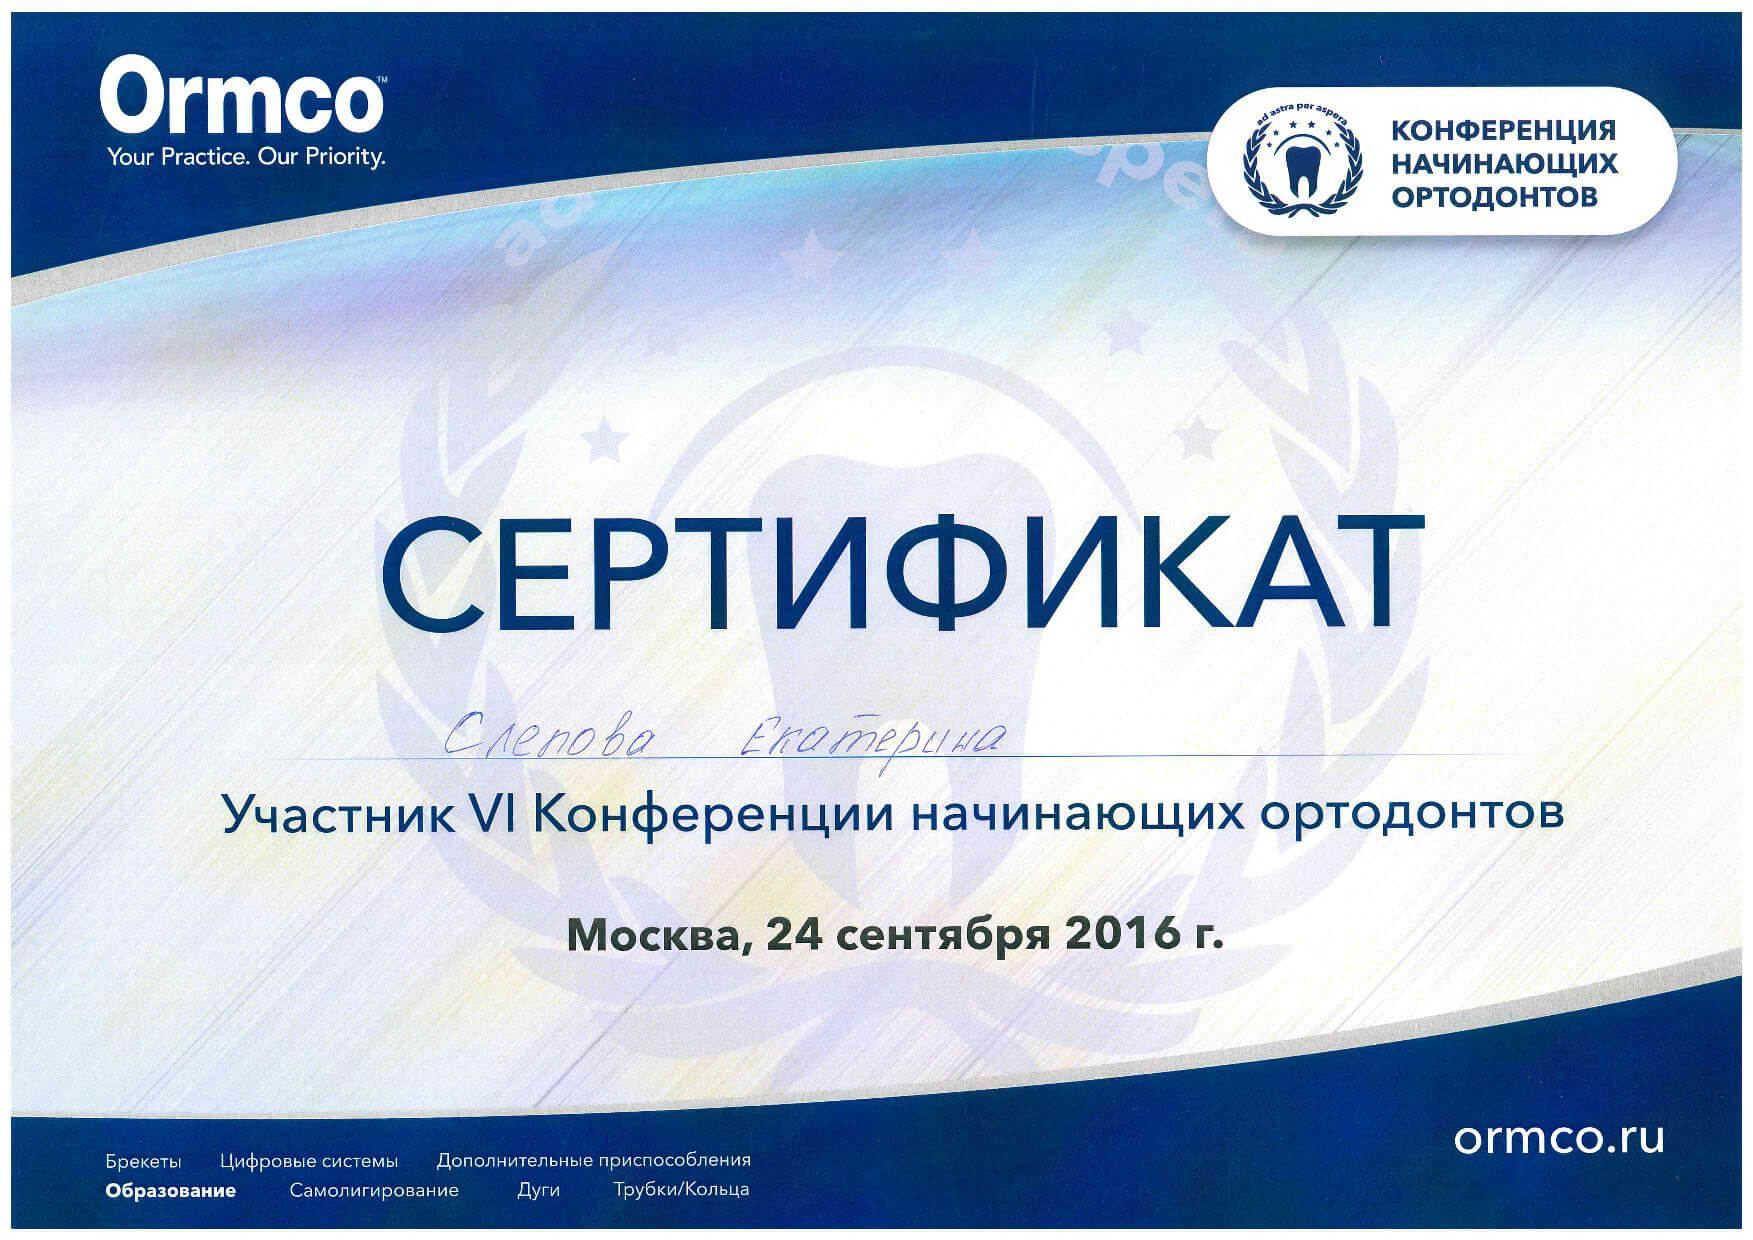 Ormco™
Your Practice. Our Priority.
ad astra per aspera
КОНФЕРЕНЦИЯ
НАЧИНАЮЩИХ
ОРТОДОНТОВ
СЕРТИФИКАТ
Слепова Екатерина
Участник VI Конференции начинающих ортодонтов
Москва, 24 сентября 2016 г.
ormco.ru
Брекеты Цифровые системы Дополнительные приспособления
Образование Самолигирование Дуги Трубки/Кольца